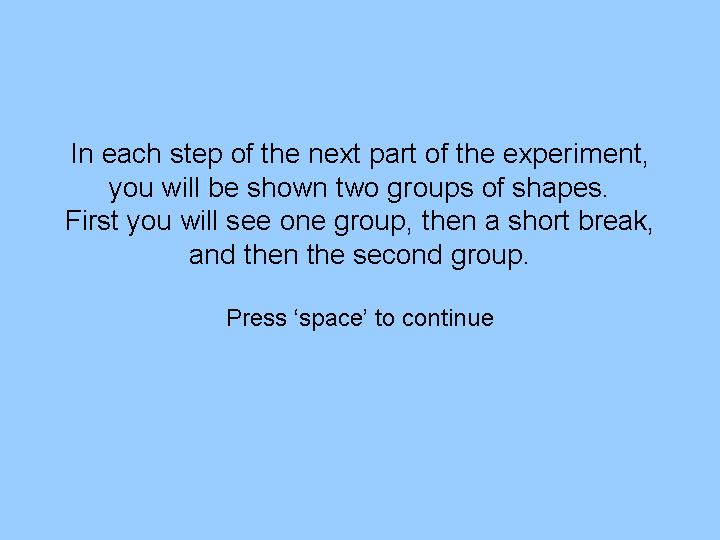 In each step of the next part of the experiment,
you will be shown two groups of shapes.
First you will see one group, then a short break,
and then the second group.
Press ‘space’ to continue